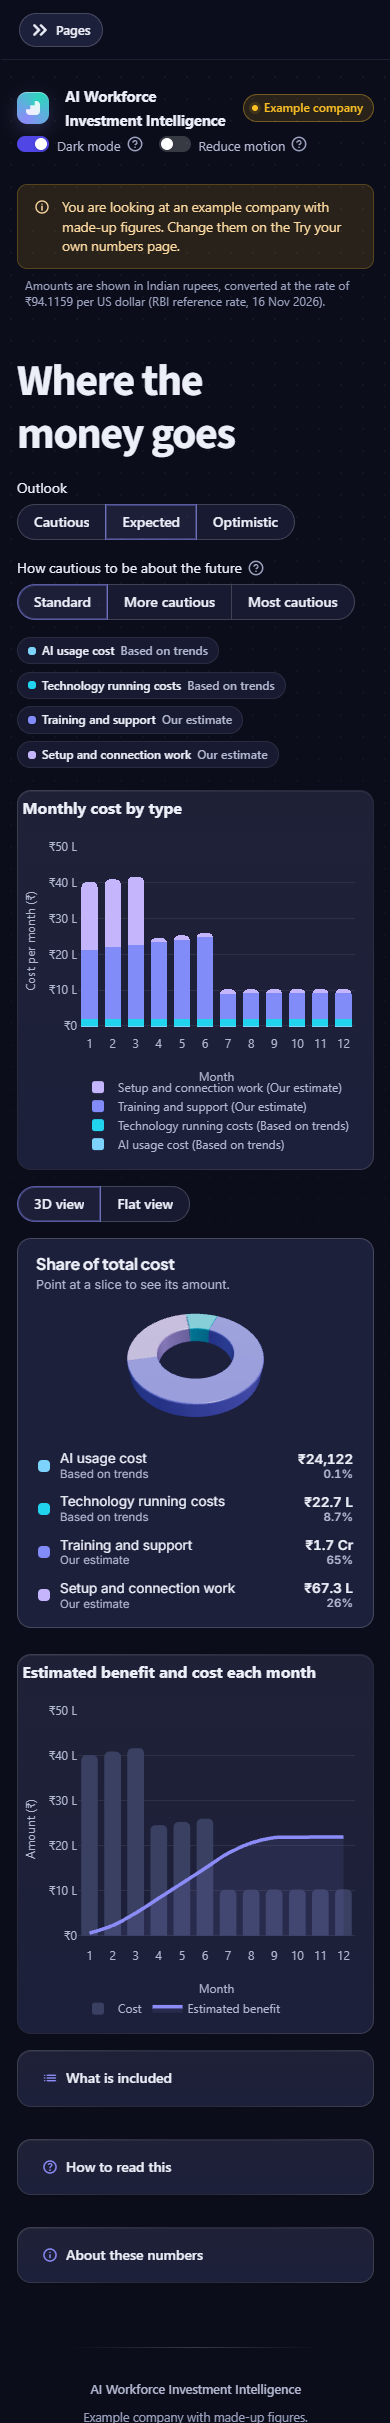 Pages
AI Workforce
Investment Intelligence
Example company
Dark mode
Reduce motion
You are looking at an example company with
made-up figures. Change them on the Try your
own numbers page.
Amounts are shown in Indian rupees, converted at the rate of
₹94.1159 per US dollar (RBI reference rate, 16 Nov 2026).
Where the
money goes
Outlook
Cautious Expected Optimistic
How cautious to be about the future
Standard More cautious Most cautious
AI usage cost Based on trends
Technology running costs Based on trends
Training and support Our estimate
Setup and connection work Our estimate
Monthly cost by type
₹50 L
₹40 L
₹30 L
₹20 L
₹10 L
₹0
Cost per month (₹)
1 2 3 4 5 6 7 8 9 10 11 12
Month
Setup and connection work (Our estimate)
Training and support (Our estimate)
Technology running costs (Based on trends)
AI usage cost (Based on trends)
3D view Flat view
Share of total cost
Point at a slice to see its amount.
AI usage cost ₹24,122
Based on trends 0.1%
Technology running costs ₹22.7 L
Based on trends 8.7%
Training and support ₹1.7 Cr
Our estimate 65%
Setup and connection work ₹67.3 L
Our estimate 26%
Estimated benefit and cost each month
₹50 L
₹40 L
₹30 L
₹20 L
₹10 L
₹0
Amount (₹)
1 2 3 4 5 6 7 8 9 10 11 12
Month
Cost Estimated benefit
What is included
How to read this
About these numbers
AI Workforce Investment Intelligence
Example company with made-up figures.